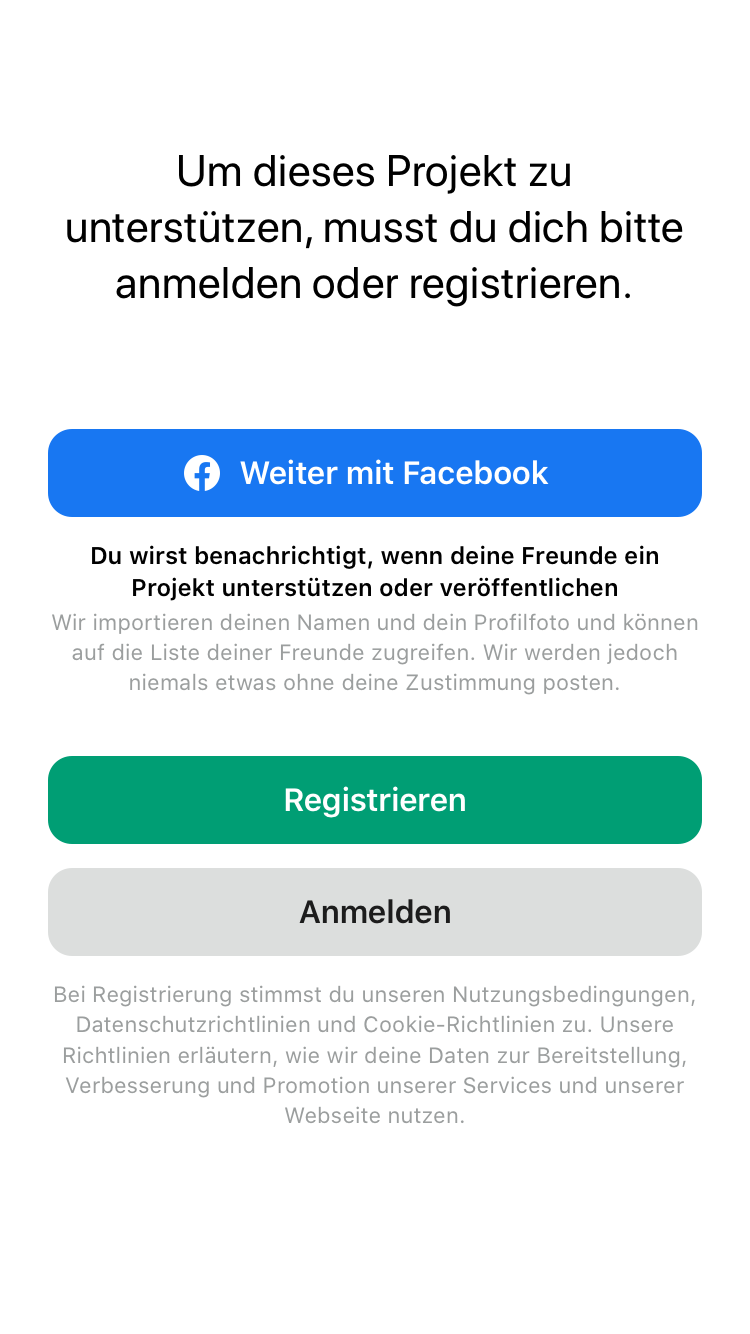 Um dieses Projekt zu
unterstützen, musst du dich bitte
anmelden oder registrieren.
Weiter mit Facebook
Du wirst benachrichtigt, wenn deine Freunde ein
Projekt unterstützen oder veröffentlichen
Wir importieren deinen Namen und dein Profilfoto und können
auf die Liste deiner Freunde zugreifen. Wir werden jedoch
niemals etwas ohne deine Zustimmung posten.
Registrieren
Anmelden
Bei Registrierung stimmst du unseren Nutzungsbedingungen,
Datenschutzrichtlinien und Cookie-Richtlinien zu. Unsere
Richtlinien erläutern, wie wir deine Daten zur Bereitstellung,
Verbesserung und Promotion unserer Services und unserer
Webseite nutzen.